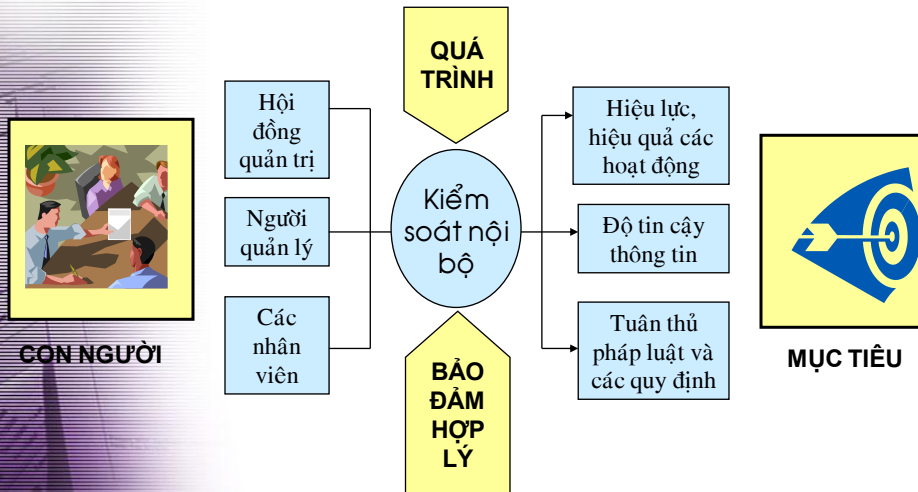 QUÁ
TRÌNH
Hội
đồng
quản trị
Người
quản lý
Các
nhân
viên
CON NGƯỜI
Kiểm
soát nội
bộ
BẢO
ĐẢM
HỢP
LÝ
Hiệu lực,
hiệu quả các
hoạt động
Độ tin cậy
thông tin
Tuân thủ
pháp luật và
các quy định
MỤC TIÊU